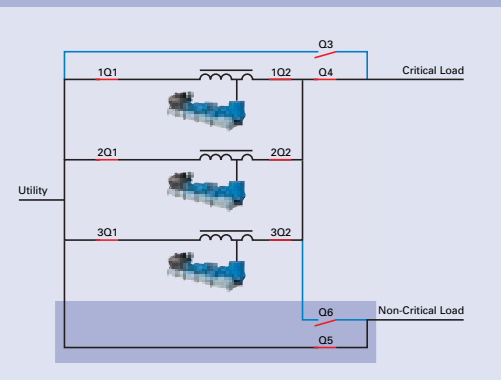 Q3
1Q1 1Q2 Q4 Critical Load
2Q1 2Q2
Utility
3Q1 3Q2
Q6 Non-Critical Load
Q5